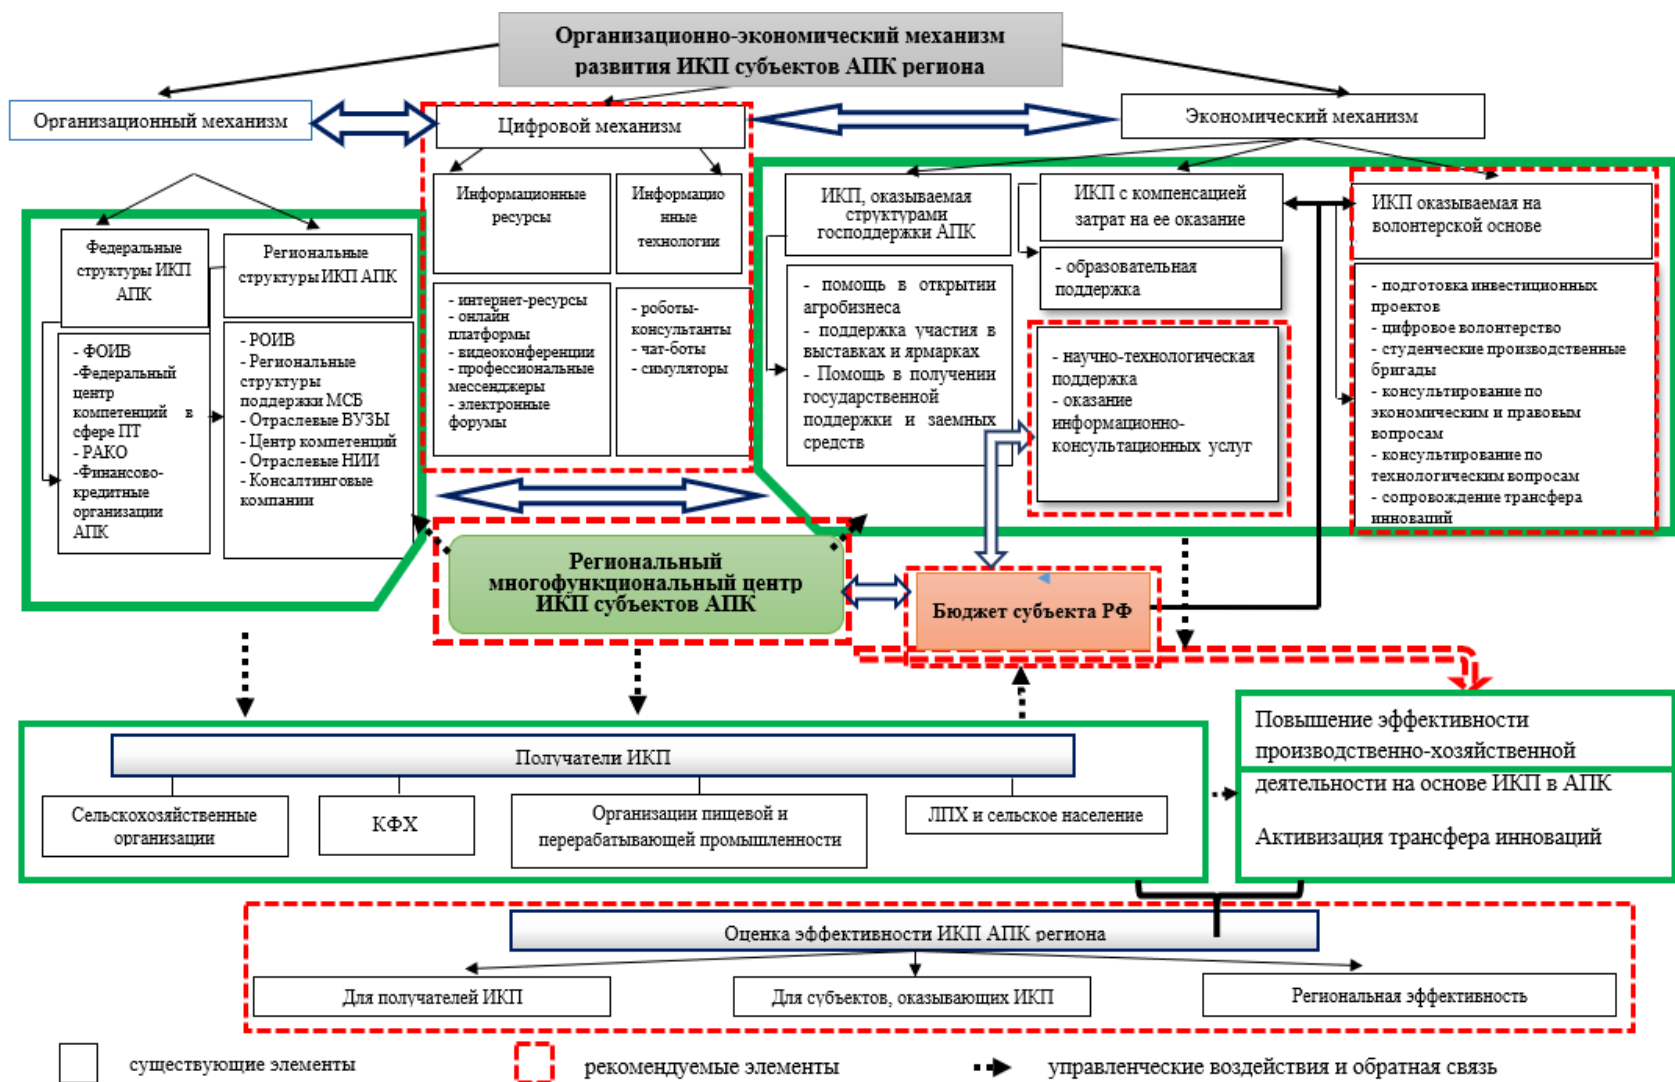 Организационно-экономический механизм
развития ИКП субъектов АПК региона
Организационный механизм
Цифровой механизм
Экономический механизм
Федеральные
структуры ИКП
АПК
Региональные
структуры ИКП АПК
- ФОИВ
-Федеральный
центр
компетенций в
сфере ПТ
- РАКО
-Финансово-
кредитные
организации
АПК
- РОИВ
- Региональные
структуры
поддержки МСБ
- Отраслевые ВУЗЫ
- Центр компетенций
- Отраслевые НИИ
- Консалтинговые
компании
Информационные
ресурсы
Информацио
нные
технологии
- интернет-ресурсы
- онлайн
платформы
- видеоконференции
- профессиональные
мессенджеры
- электронные
форумы
- роботы-
консультанты
- чат-боты
- симуляторы
ИКП, оказываемая
структурами
господдержки АПК
- помощь в открытии
агробизнеса
- поддержка участия в
выставках и ярмарках
- Помощь в получении
государственной
поддержки и заемных
средств
ИКП с компенсацией
затрат на ее оказание
- образовательная
поддержка
- научно-технологическая
поддержка
- оказание
информационно-
консультационных услуг
ИКП оказываемая на
волонтерской основе
- подготовка инвестиционных
проектов
- цифровое волонтерство
- студенческие производственные
бригады
- консультирование по
экономическим и правовым
вопросам
- консультирование по
технологическим вопросам
- сопровождение трансфера
инноваций
Региональный
многофункциональный центр
ИКП субъектов АПК
Бюджет субъекта РФ
Получатели ИКП
Сельскохозяйственные
организации
КФХ
Организации пищевой и
перерабатывающей промышленности
ЛПХ и сельское население
Повышение эффективности
производственно-хозяйственной
деятельности на основе ИКП в АПК
Активизация трансфера инноваций
Оценка эффективности ИКП АПК региона
Для получателей ИКП
Для субъектов, оказывающих ИКП
Региональная эффективность
существующие элементы
рекомендуемые элементы
управленческие воздействия и обратная связь